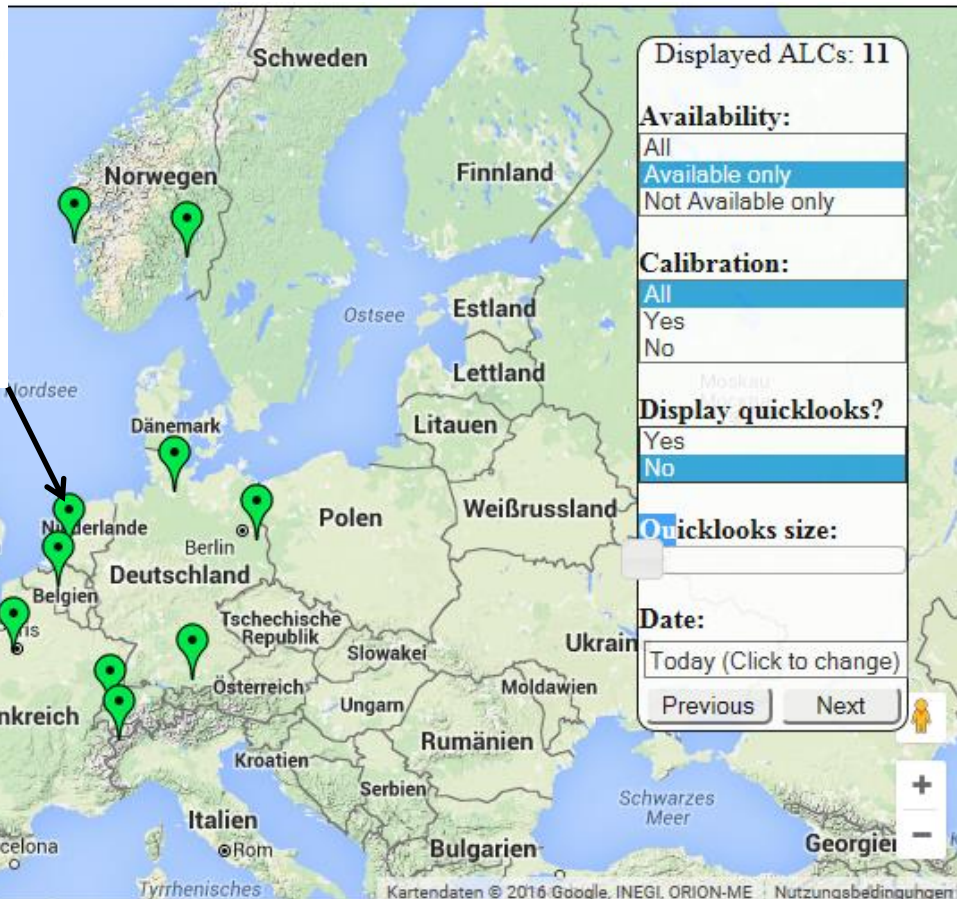 Schweden
Norwegen
Finnland
Ostsee
Estland
Lettland
Nordsee
Dänemark
Litauen
Niederlande
Berlin
Polen
Weißrussland
Deutschland
Belgien
Tschechische
Republik
Slowakei
Ukrain
Österreich
Ungarn
Moldawien
nkreich
Rumänien
Kroatien
Serbien
Schwarzes
Meer
Italien
Rom
Bulgarien
Georgien
celona
Tyrrhenisches
Moskau
Displayed ALCs: 11
Availability:
All
Available only
Not Available only
Calibration:
All
Yes
No
Display quicklooks?
Yes
No
Quicklooks size:
Date:
Today (Click to change)
Previous Next
+
−
Kartendaten © 2016 Google, INEGI, ORION-ME Nutzungsbedingungen